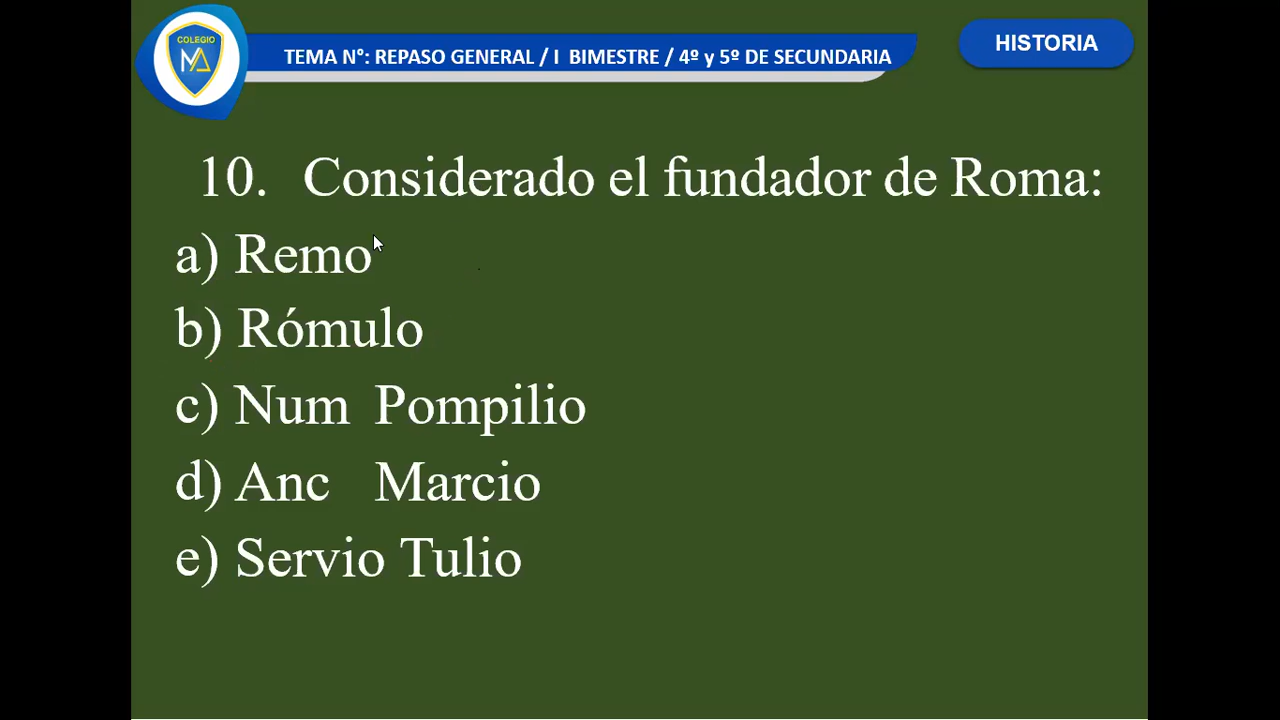 COLEGIO
MA
TEMA N°: REPASO GENERAL / I BIMESTRE / 4º y 5º DE SECUNDARIA
HISTORIA
10. Considerado el fundador de Roma:
a) Remo
b) Rómulo
c) Num Pompilio
d) Anc Marcio
e) Servio Tulio